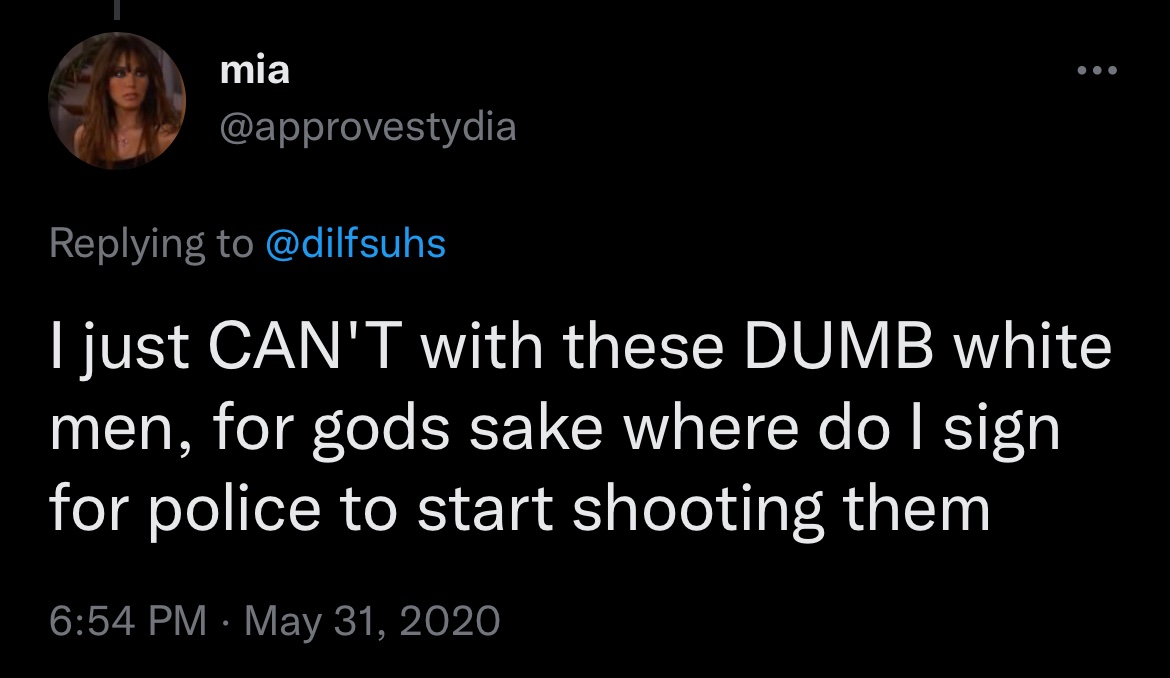 mia
@approvestydia
Replying to @dilfsuhs
I just CAN'T with these DUMB white
men, for gods sake where do I sign
for police to start shooting them
6:54 PM · May 31, 2020